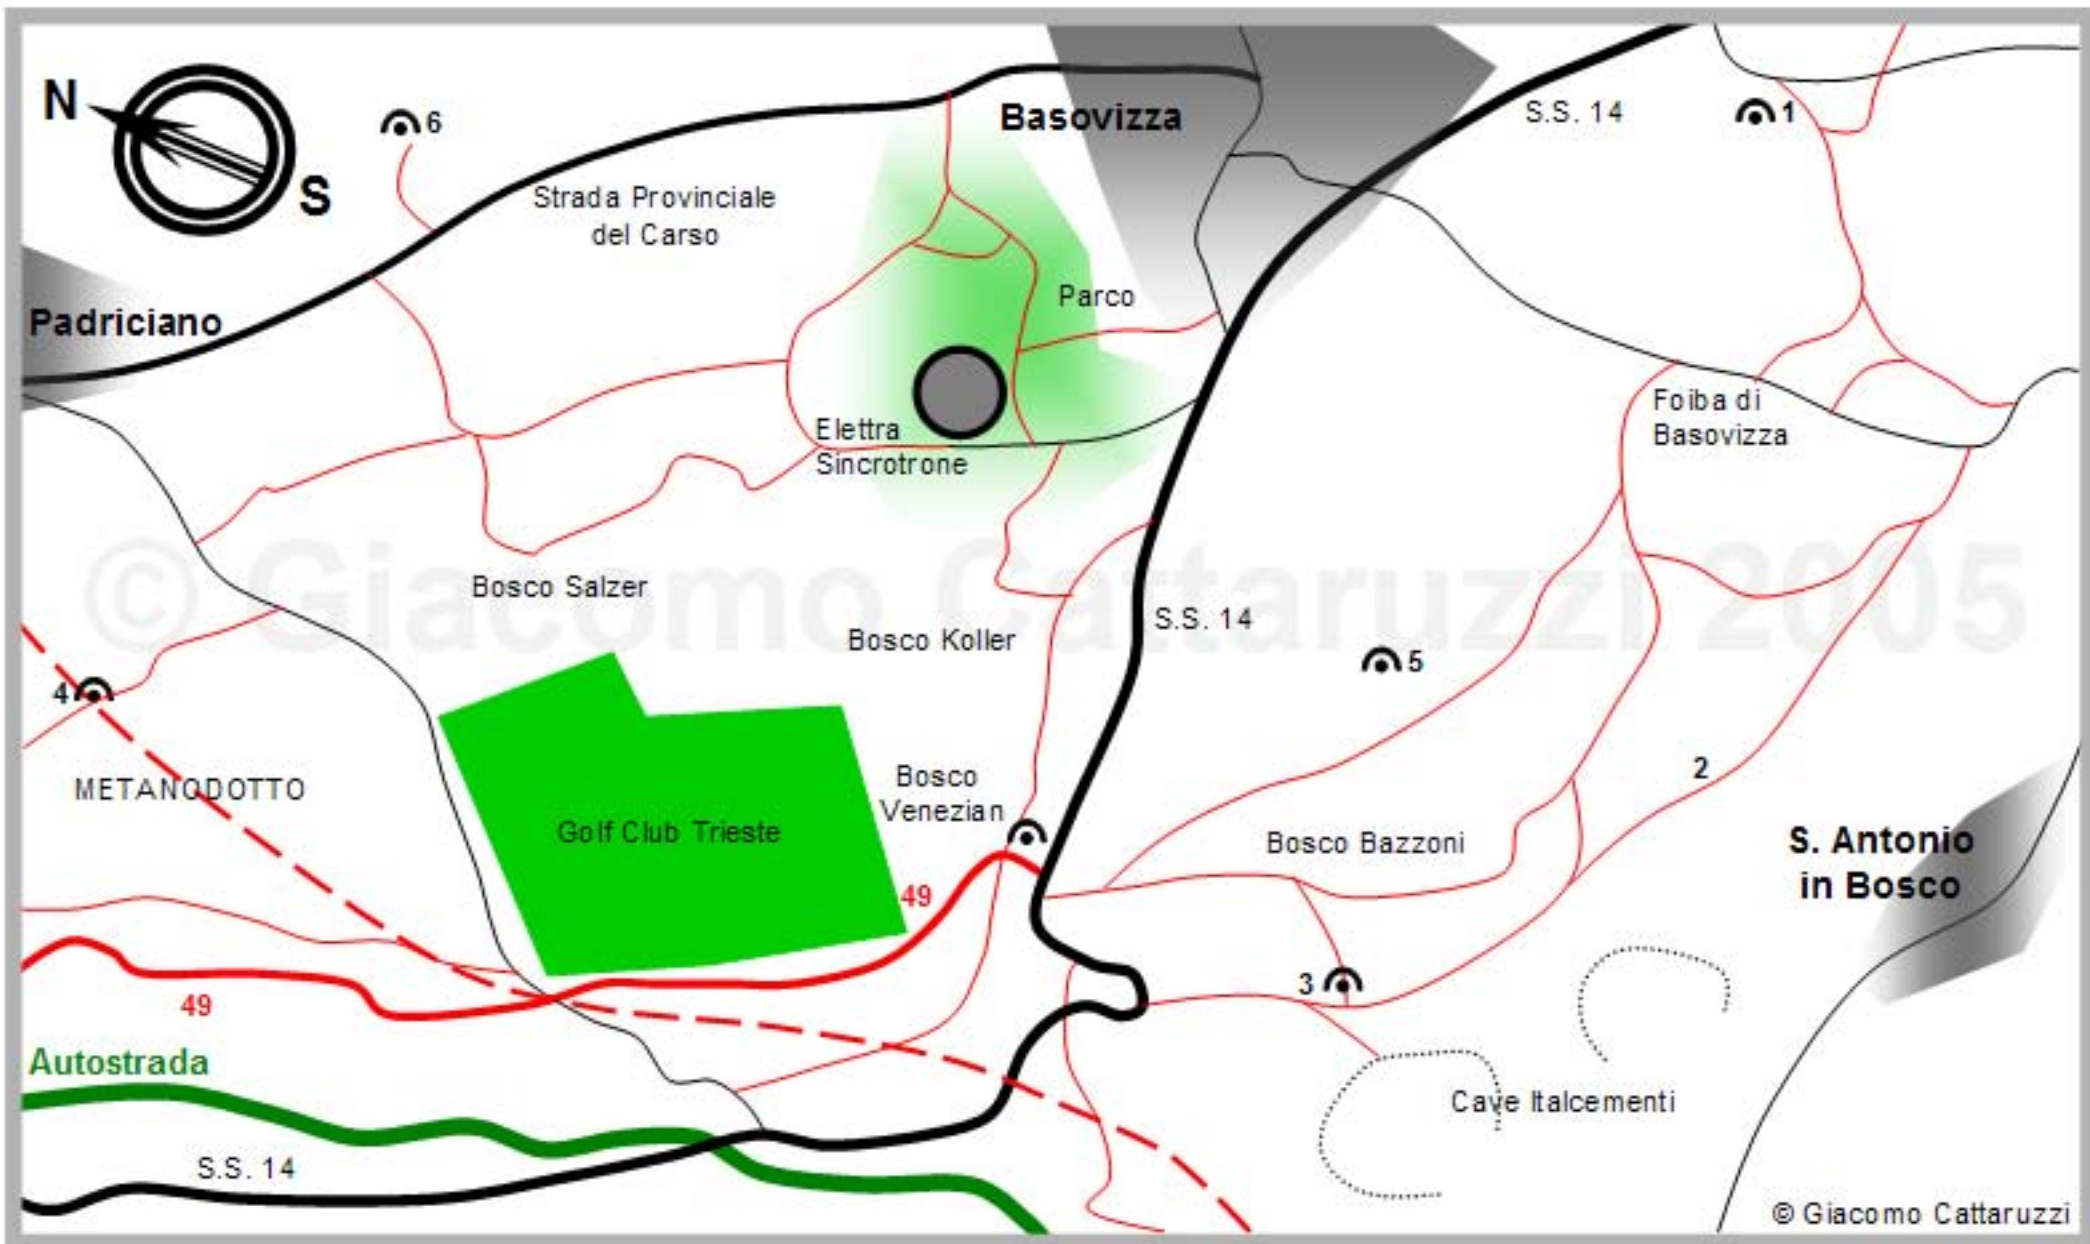 N
S
6
Basovizza
S.S. 14
1
Strada Provinciale
del Carso
Padriciano
Parco
Foiba di
Basovizza
Elettra
Sincrotrone
© Giacomo Cattaruzzi 2005
Bosco Salzer
Bosco Koller
S.S. 14
5
4
METANODOTTO
Bosco
Venezian
2
Golf Club Trieste
Bosco Bazzoni
S. Antonio
in Bosco
49
3
49
Autostrada
Cave Italcementi
S.S. 14
© Giacomo Cattaruzzi